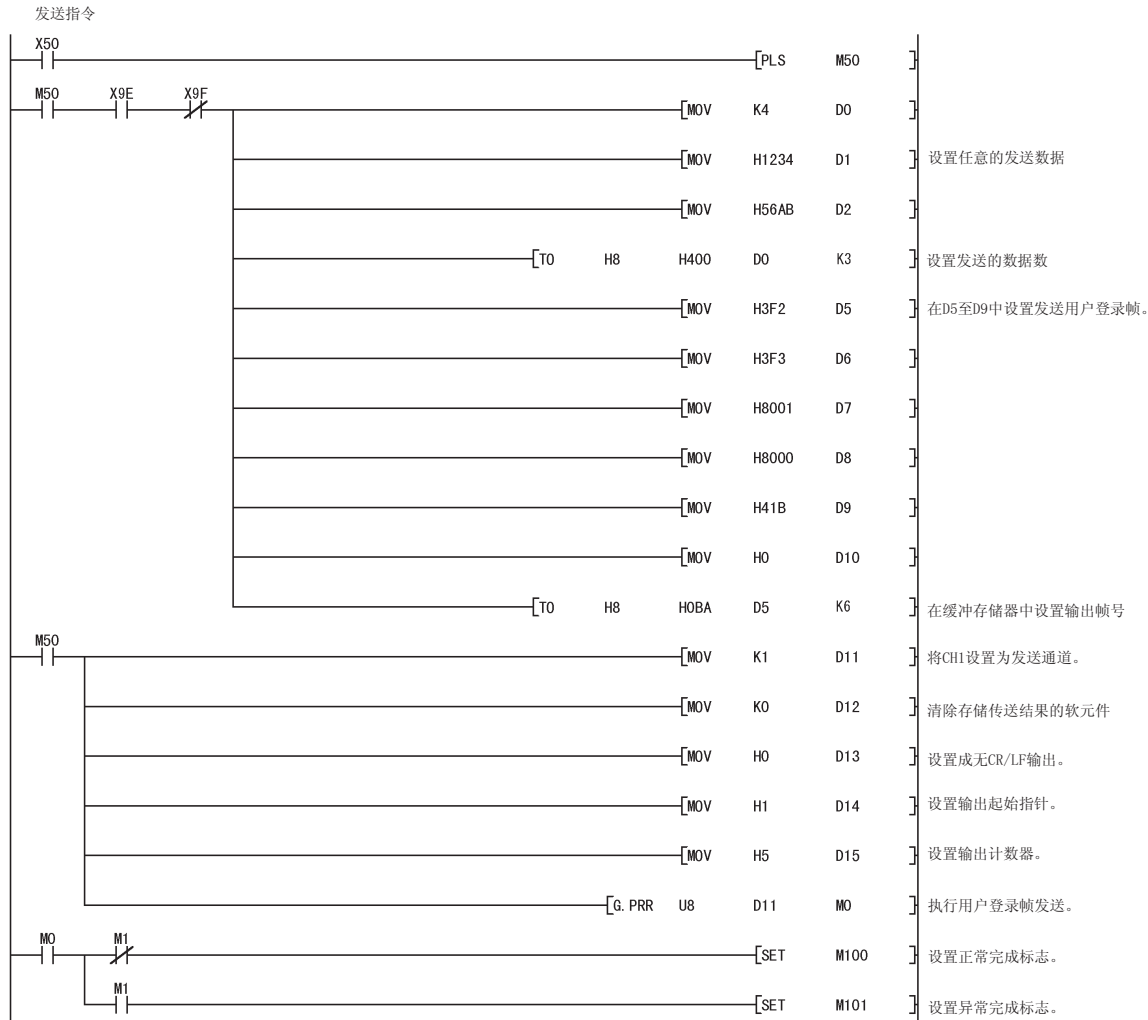 发送指令
X50
[PLS M50 ]
M50 X9E X9F
[MOV K4 D0 ]
[MOV H1234 D1 ] 设置任意的发送数据
[MOV H56AB D2 ]
[TO H8 H400 D0 K3 ] 设置发送的数据数
[MOV H3F2 D5 ] 在D5至D9中设置发送用户登录帧。
[MOV H3F3 D6 ]
[MOV H8001 D7 ]
[MOV H8000 D8 ]
[MOV H41B D9 ]
[MOV H0 D10 ]
[TO H8 H0BA D5 K6 ] 在缓冲存储器中设置输出帧号
M50
[MOV K1 D11 ] 将CH1设置为发送通道。
[MOV K0 D12 ] 清除存储传送结果的软元件
[MOV H0 D13 ] 设置成无CR/LF输出。
[MOV H1 D14 ] 设置输出起始指针。
[MOV H5 D15 ] 设置输出计数器。
[G.PRR U8 D11 M0 ] 执行用户登录帧发送。
M0 M1
[SET M100 ] 设置正常完成标志。
M1
[SET M101 ] 设置异常完成标志。